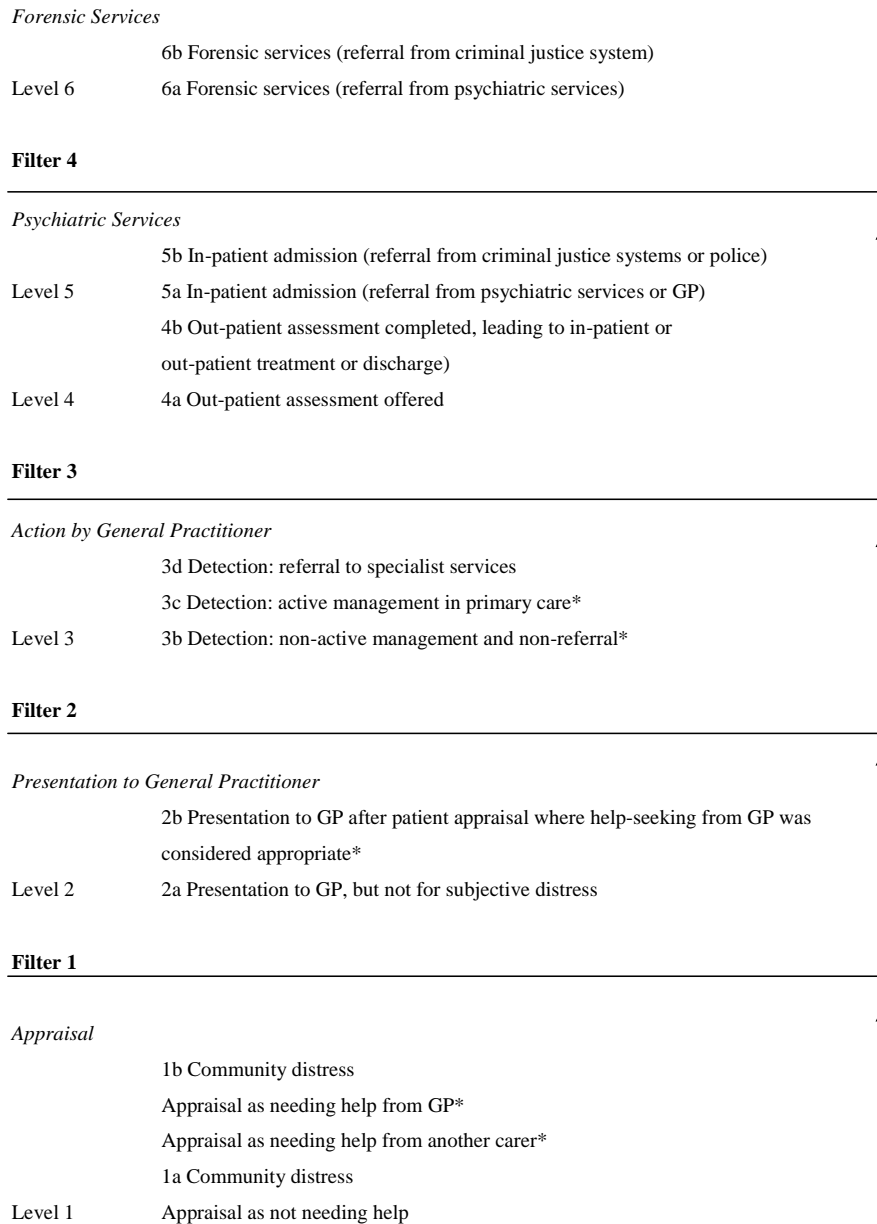 Forensic Services
6b Forensic services (referral from criminal justice system)
Level 6 6a Forensic services (referral from psychiatric services)
Filter 4
Psychiatric Services
5b In-patient admission (referral from criminal justice systems or police)
Level 5 5a In-patient admission (referral from psychiatric services or GP)
4b Out-patient assessment completed, leading to in-patient or
out-patient treatment or discharge)
Level 4 4a Out-patient assessment offered
Filter 3
Action by General Practitioner
3d Detection: referral to specialist services
3c Detection: active management in primary care*
Level 3 3b Detection: non-active management and non-referral*
Filter 2
Presentation to General Practitioner
2b Presentation to GP after patient appraisal where help-seeking from GP was
considered appropriate*
Level 2 2a Presentation to GP, but not for subjective distress
Filter 1
Appraisal
1b Community distress
Appraisal as needing help from GP*
Appraisal as needing help from another carer*
1a Community distress
Level 1 Appraisal as not needing help